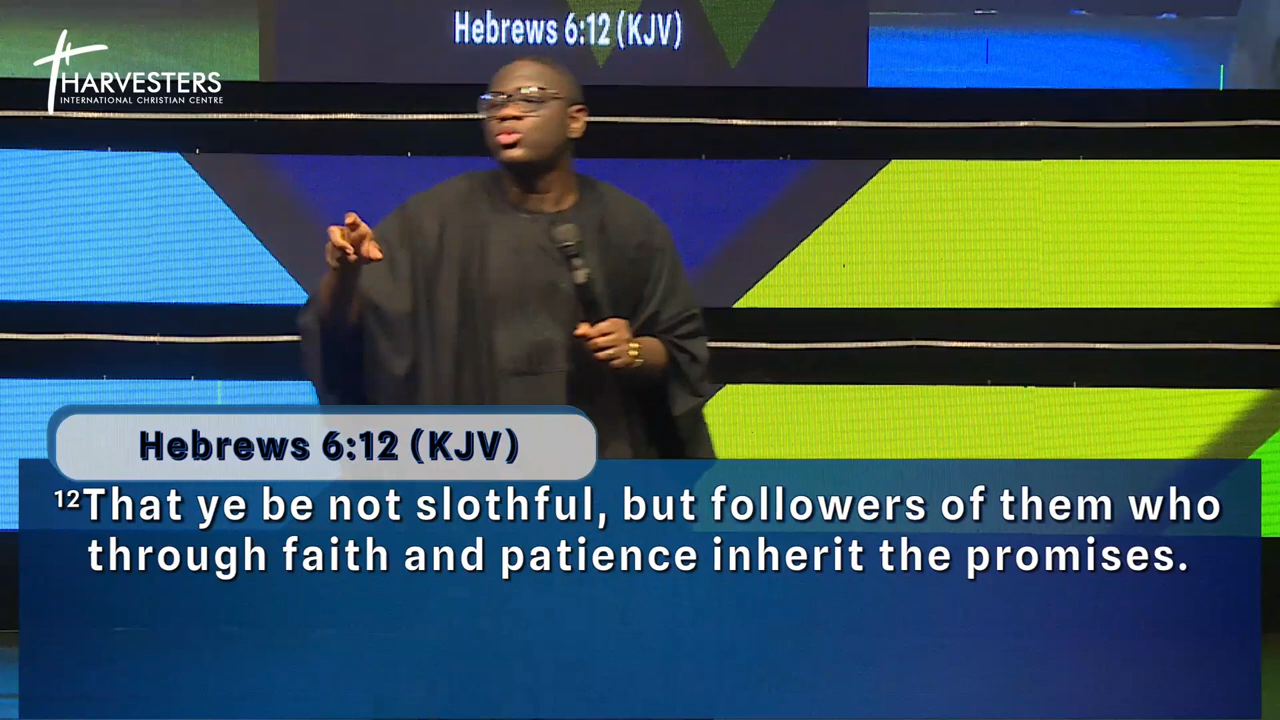 Hebrews 6:12 (KJV)
HARVESTERS
INTERNATIONAL CHRISTIAN CENTRE
Hebrews 6:12 (KJV)
¹²That ye be not slothful, but followers of them who
through faith and patience inherit the promises.